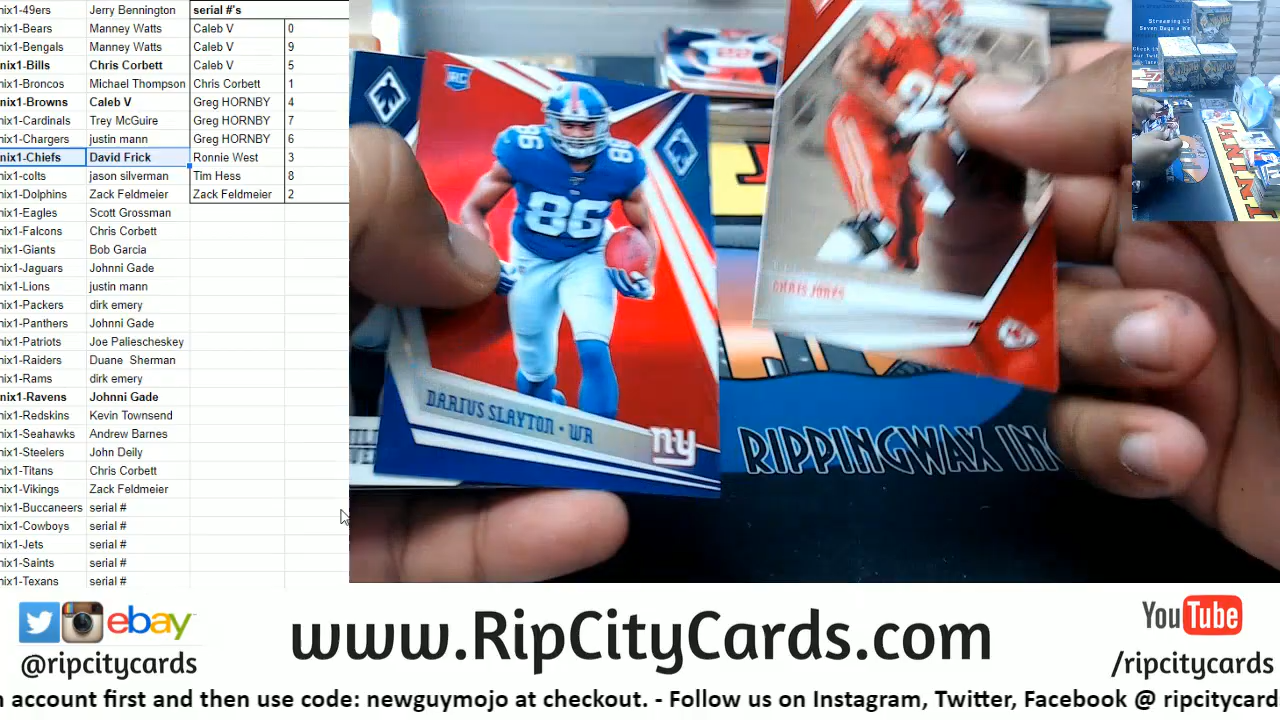 nix1-49ers Jerry Bennington serial #'s
nix1-Bears Manney Watts Caleb V 0
nix1-Bengals Manney Watts Caleb V 9
nix1-Bills Chris Corbett Caleb V 5
nix1-Broncos Michael Thompson Chris Corbett 1
nix1-Browns Caleb V Greg HORNBY 4
nix1-Cardinals Trey McGuire Greg HORNBY 7
nix1-Chargers justin mann Greg HORNBY 6
nix1-Chiefs David Frick Ronnie West 3
nix1-colts jason silverman Tim Hess 8
nix1-Dolphins Zack Feldmeier Zack Feldmeier 2
nix1-Eagles Scott Grossman
nix1-Falcons Chris Corbett
nix1-Giants Bob Garcia
nix1-Jaguars Johnni Gade
nix1-Lions justin mann
nix1-Packers dirk emery
nix1-Panthers Johnni Gade
nix1-Patriots Joe Paliescheskey
nix1-Raiders Duane Sherman
nix1-Rams dirk emery
nix1-Ravens Johnni Gade
nix1-Redskins Kevin Townsend
nix1-Seahawks Andrew Barnes
nix1-Steelers John Deily
nix1-Titans Chris Corbett
nix1-Vikings Zack Feldmeier
nix1-Buccaneers serial #
nix1-Cowboys serial #
nix1-Jets serial #
nix1-Saints serial #
nix1-Texans serial #
RC
86
86
DARIUS SLAYTON • WR
ny
CHRIS JONES
RIPPINGWAX INC
Streaming
Seven Days a We
PANINI
ebay
@ripcitycards
www.RipCityCards.com
YouTube
/ripcitycards
n account first and then use code: newguymojo at checkout. - Follow us on Instagram, Twitter, Facebook @ ripcitycard